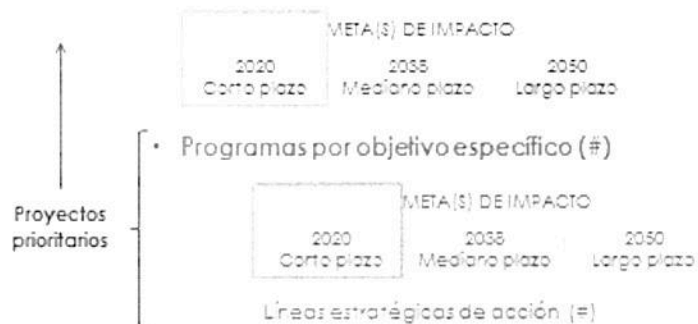 META(S) DE IMPACTO
2020 2035 2050
Corto plazo Mediano plazo Largo plazo
• Programas por objetivo específico (#)
Proyectos
prioritarios
META(S) DE IMPACTO
2020 2035 2050
Corto plazo Mediano plazo Largo plazo
Líneas estratégicas de acción (#)